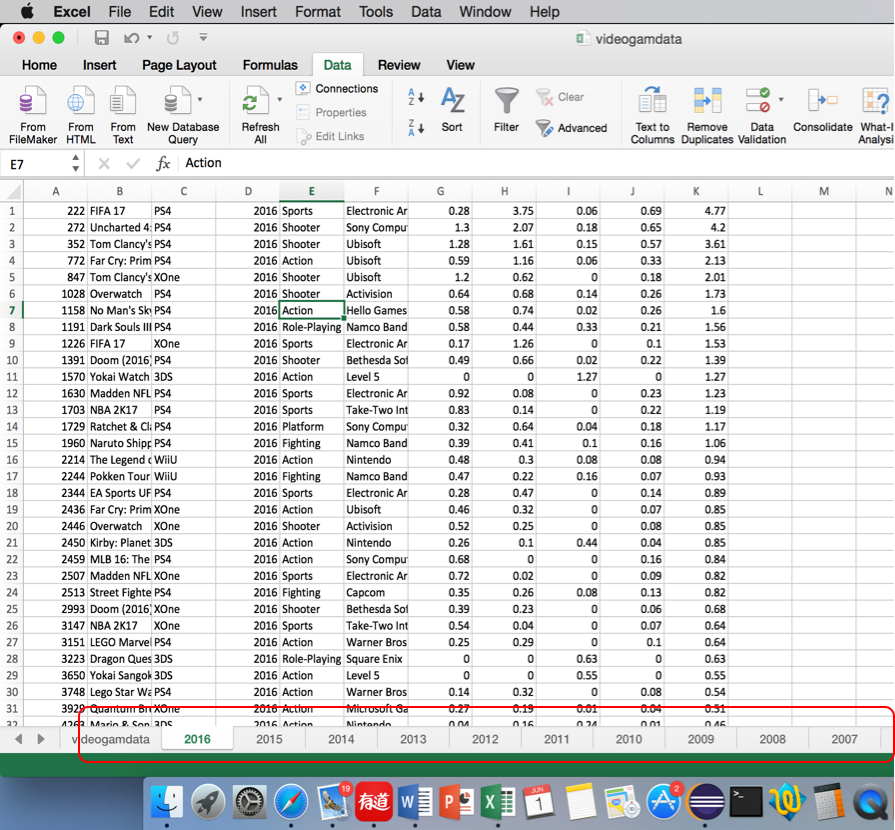 Excel File Edit View Insert Format Tools Data Window Help
videogamdata
Home Insert Page Layout Formulas Data Review View
From FileMaker
From HTML
From Text
New Database Query
Refresh All
Connections
Properties
Edit Links
A Z
Z A
A Z
Sort
Filter
Clear
Advanced
Text to Columns
Remove Duplicates
Data Validation
Consolidate
What-I
Analysi
E7 fx Action
A B C D E F G H I J K L M N
1 222 FIFA 17 PS4 2016 Sports Electronic Ar 0.28 3.75 0.06 0.69 4.77
2 272 Uncharted 4: PS4 2016 Shooter Sony Comput 1.3 2.07 0.18 0.65 4.2
3 352 Tom Clancy's PS4 2016 Shooter Ubisoft 1.28 1.61 0.15 0.57 3.61
4 772 Far Cry: Prim PS4 2016 Action Ubisoft 0.59 1.16 0.06 0.33 2.13
5 847 Tom Clancy's XOne 2016 Shooter Ubisoft 1.2 0.62 0 0.18 2.01
6 1028 Overwatch PS4 2016 Shooter Activision 0.64 0.68 0.14 0.26 1.73
7 1158 No Man's Sky PS4 2016 Action Hello Games 0.58 0.74 0.02 0.26 1.6
8 1191 Dark Souls III PS4 2016 Role-Playing Namco Band 0.58 0.44 0.33 0.21 1.56
9 1226 FIFA 17 XOne 2016 Sports Electronic Ar 0.17 1.26 0 0.1 1.53
10 1391 Doom (2016) PS4 2016 Shooter Bethesda Sof 0.49 0.66 0.02 0.22 1.39
11 1570 Yokai Watch 3DS 2016 Action Level 5 0 0 1.27 0 1.27
12 1630 Madden NFL PS4 2016 Sports Electronic Ar 0.92 0.08 0 0.23 1.23
13 1703 NBA 2K17 PS4 2016 Sports Take-Two Int 0.83 0.14 0 0.22 1.19
14 1729 Ratchet & Cla PS4 2016 Platform Sony Comput 0.32 0.64 0.04 0.18 1.17
15 1960 Naruto Shipp PS4 2016 Fighting Namco Band 0.39 0.41 0.1 0.16 1.06
16 2214 The Legend o WiiU 2016 Action Nintendo 0.48 0.3 0.08 0.08 0.94
17 2244 Pokken Tour WiiU 2016 Fighting Namco Band 0.47 0.22 0.16 0.07 0.93
18 2344 EA Sports UF PS4 2016 Sports Electronic Ar 0.28 0.47 0 0.14 0.89
19 2436 Far Cry: Prim XOne 2016 Action Ubisoft 0.46 0.32 0 0.07 0.85
20 2446 Overwatch XOne 2016 Shooter Activision 0.52 0.25 0 0.08 0.85
21 2450 Kirby: Planet 3DS 2016 Action Nintendo 0.26 0.1 0.44 0.04 0.85
22 2459 MLB 16: The PS4 2016 Action Sony Comput 0.68 0 0 0.16 0.84
23 2507 Madden NFL XOne 2016 Sports Electronic Ar 0.72 0.02 0 0.09 0.82
24 2513 Street Fighte PS4 2016 Fighting Capcom 0.35 0.26 0.08 0.13 0.82
25 2993 Doom (2016) XOne 2016 Shooter Bethesda Sof 0.39 0.23 0 0.06 0.68
26 3147 NBA 2K17 XOne 2016 Sports Take-Two Int 0.54 0.04 0 0.07 0.64
27 3151 LEGO Marvel PS4 2016 Action Warner Bros 0.25 0.29 0 0.1 0.64
28 3223 Dragon Ques 3DS 2016 Role-Playing Square Enix 0 0 0.63 0 0.63
29 3650 Yokai Sangok 3DS 2016 Action Level 5 0 0 0.55 0 0.55
30 3748 Lego Star Wa PS4 2016 Action Warner Bros 0.14 0.32 0 0.08 0.54
31 3929 Quantum Bre XOne 2016 Action Microsoft Ga 0.27 0.19 0.01 0.04 0.51
32 4263 Mario & Son 3DS 2016 Action Nintendo 0.04 0.16 0.24 0.01 0.46
videogamdata 2016 2015 2014 2013 2012 2011 2010 2009 2008 2007
19 有道 W P X JUN 1 2